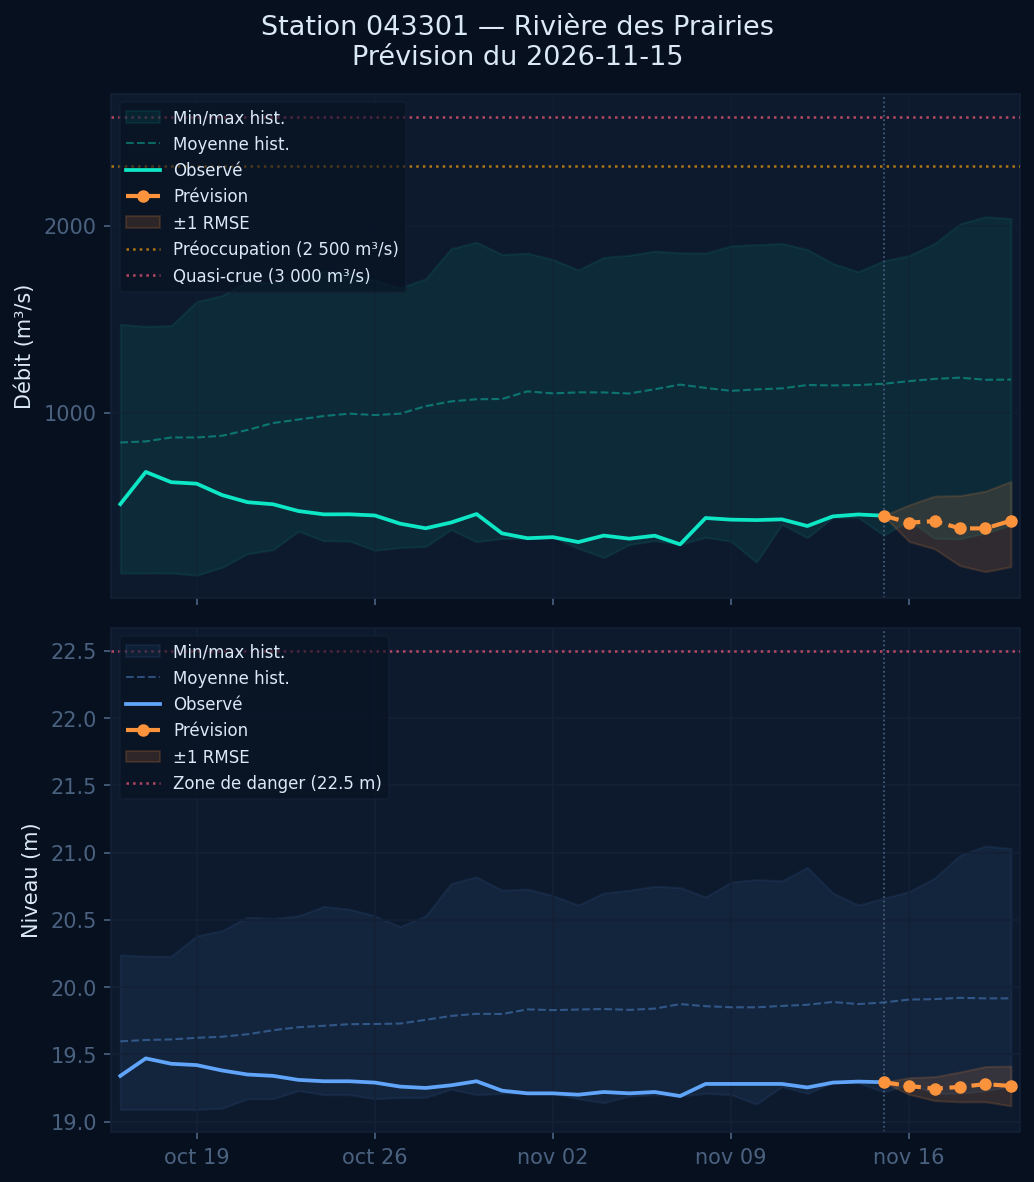 Station 043301 — Rivière des Prairies
Prévision du 2026-11-15
Min/max hist.
Moyenne hist.
Observé
Prévision
±1 RMSE
Préoccupation (2 500 m³/s)
Quasi-crue (3 000 m³/s)
2000
1000
Débit (m³/s)
Min/max hist.
Moyenne hist.
Observé
Prévision
±1 RMSE
Zone de danger (22.5 m)
22.5
22.0
21.5
21.0
20.5
20.0
19.5
19.0
Niveau (m)
oct 19
oct 26
nov 02
nov 09
nov 16